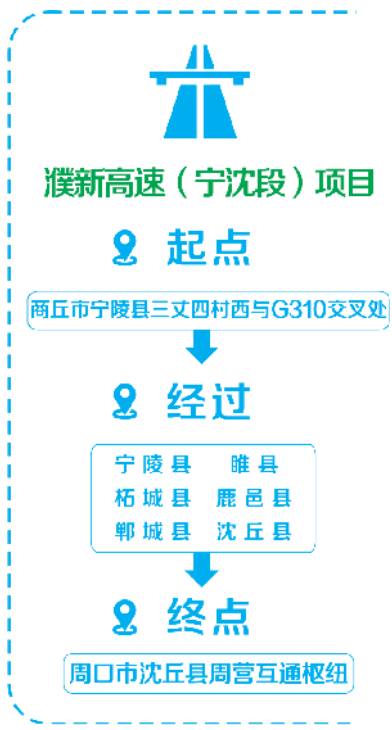 濮新高速（宁沈段）项目
起点
商丘市宁陵县三丈四村西与G310交叉处
经过
宁陵县 睢县
柘城县 鹿邑县
郸城县 沈丘县
终点
周口市沈丘县周营互通枢纽